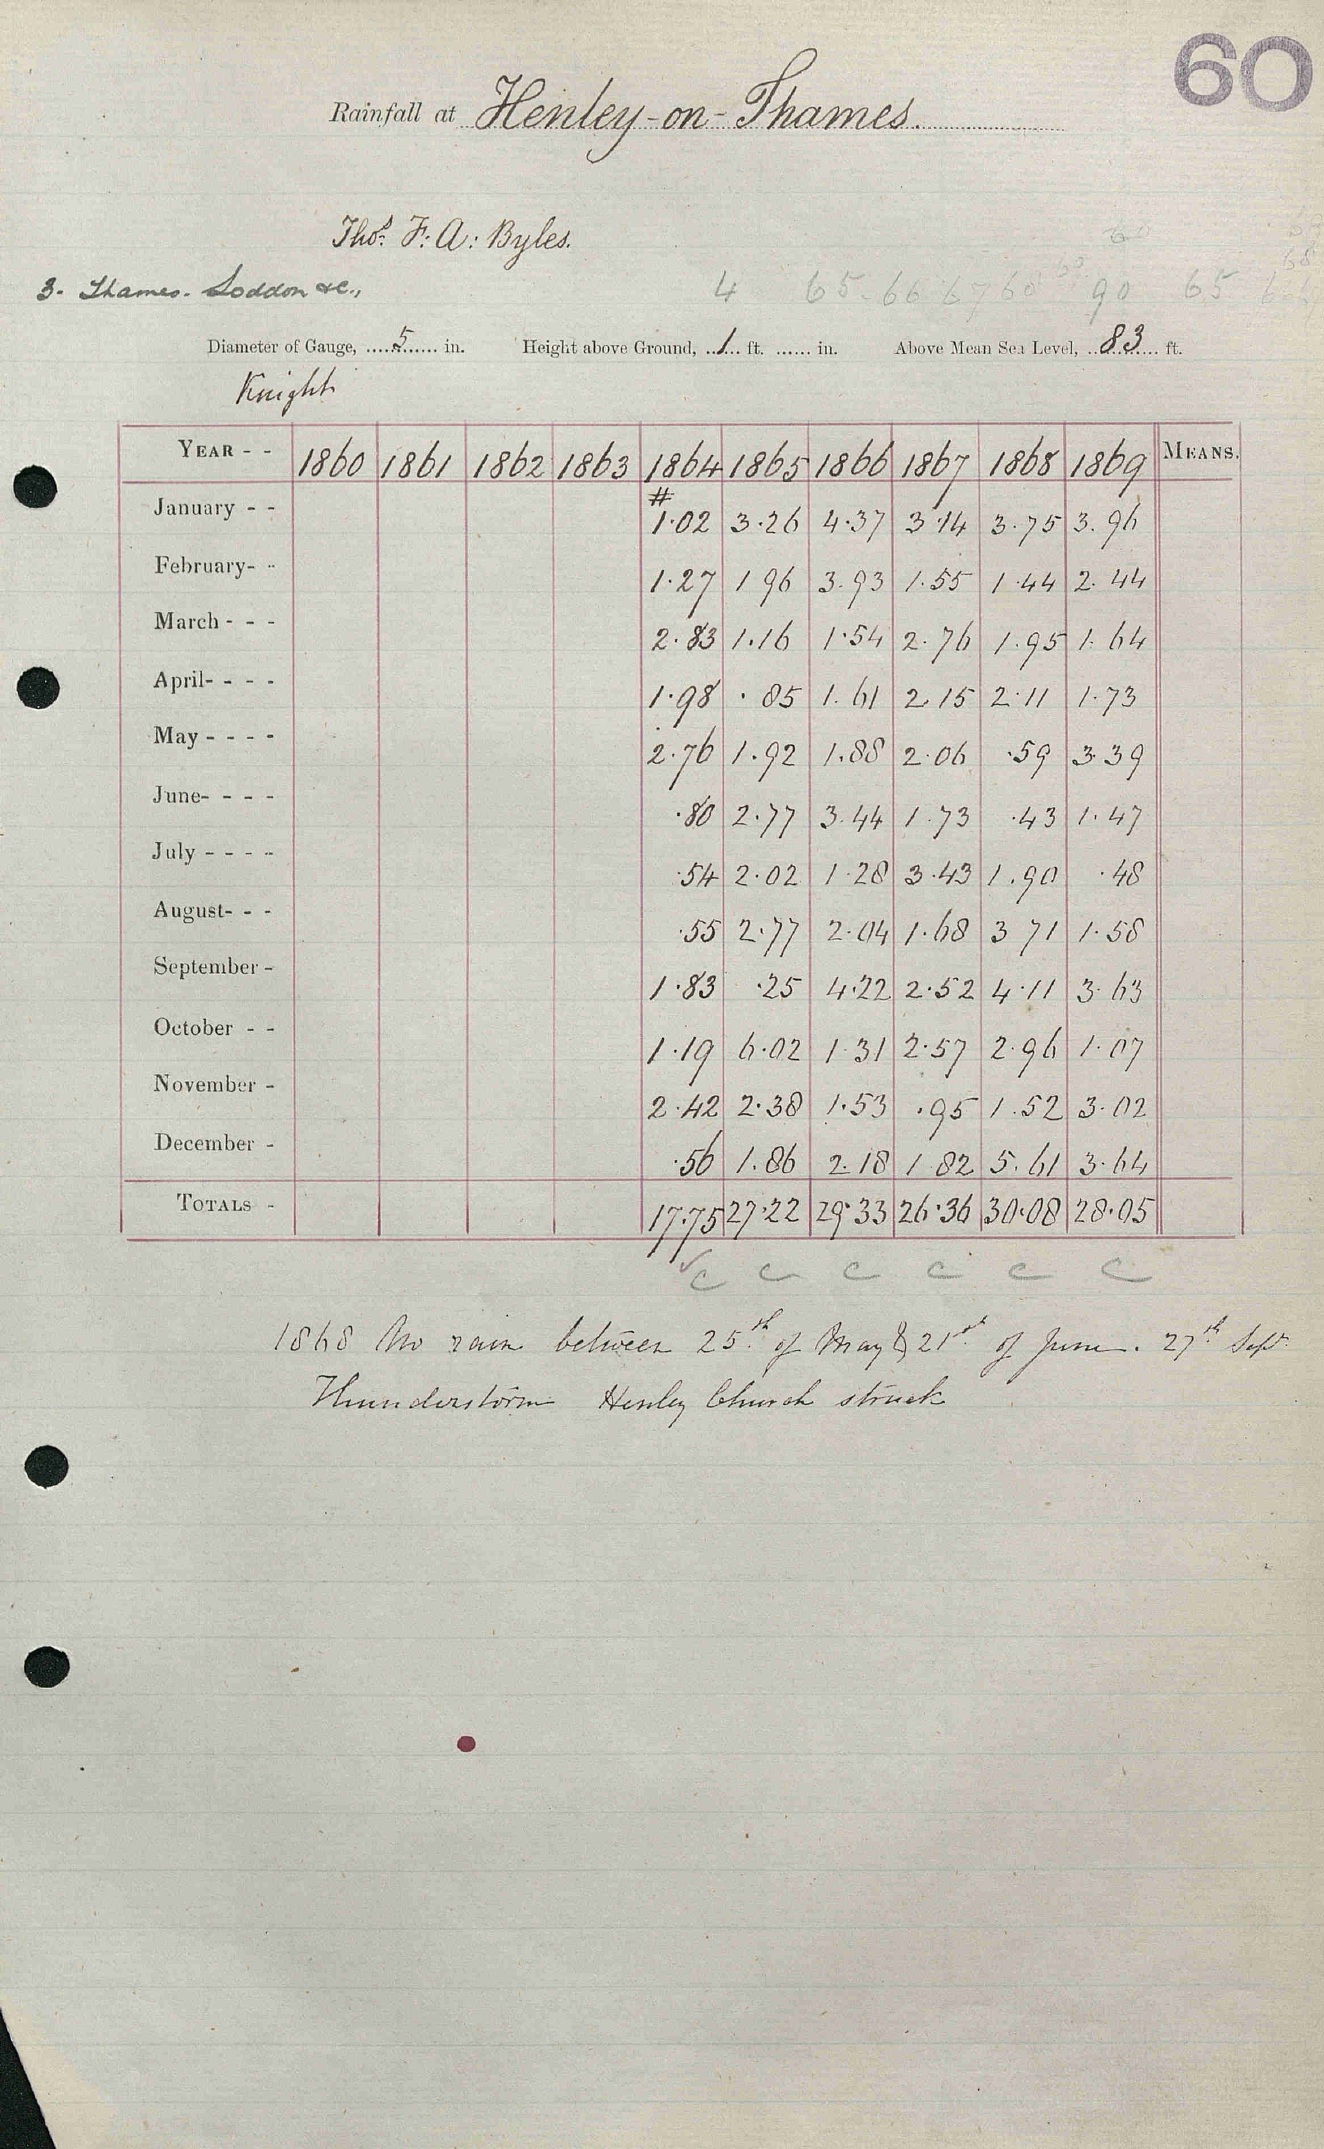 60
Rainfall at Henley-on-Thames.
Thos. F: A: Byles.
3. Thames. Loddon &c.,
4 65 66 67 68 90 65
Diameter of Gauge, 5 in. Height above Ground, 1 ft. ...... in. Above Mean Sea Level, 83 ft.
Knight
YEAR - - 1860 1861 1862 1863 1864 1865 1866 1867 1868 1869 MEANS.
#
January - - 1.02 3.26 4.37 3.14 3.75 3.96
February- - 1.27 1 96 3.93 1.55 1.44 2.44
March - - - 2.83 1.16 1.54 2.76 1.95 1.64
April- - - - 1.98 .85 1.61 2.15 2.11 1.73
May - - - - 2.76 1.92 1.88 2.06 .59 3.39
June- - - - .80 2.77 3.44 1.73 .43 1.47
July - - - - .54 2.02 1.28 3.43 1.90 .48
August- - - .55 2.77 2.04 1.68 3 71 1.58
September - 1.83 .25 4.22 2.52 4.11 3.63
October - - 1.19 6.02 1.31 2.57 2.96 1.07
November - 2.42 2.38 1.53 .95 1.52 3.02
December - .56 1.86 2.18 1.82 5.61 3.64
TOTALS - 17.75 27.22 29.33 26.36 30.08 28.05
c c c c c c
1868 No rain between 25th of May & 21st of June. 27th Sept.
Thunderstorm Henley Church struck